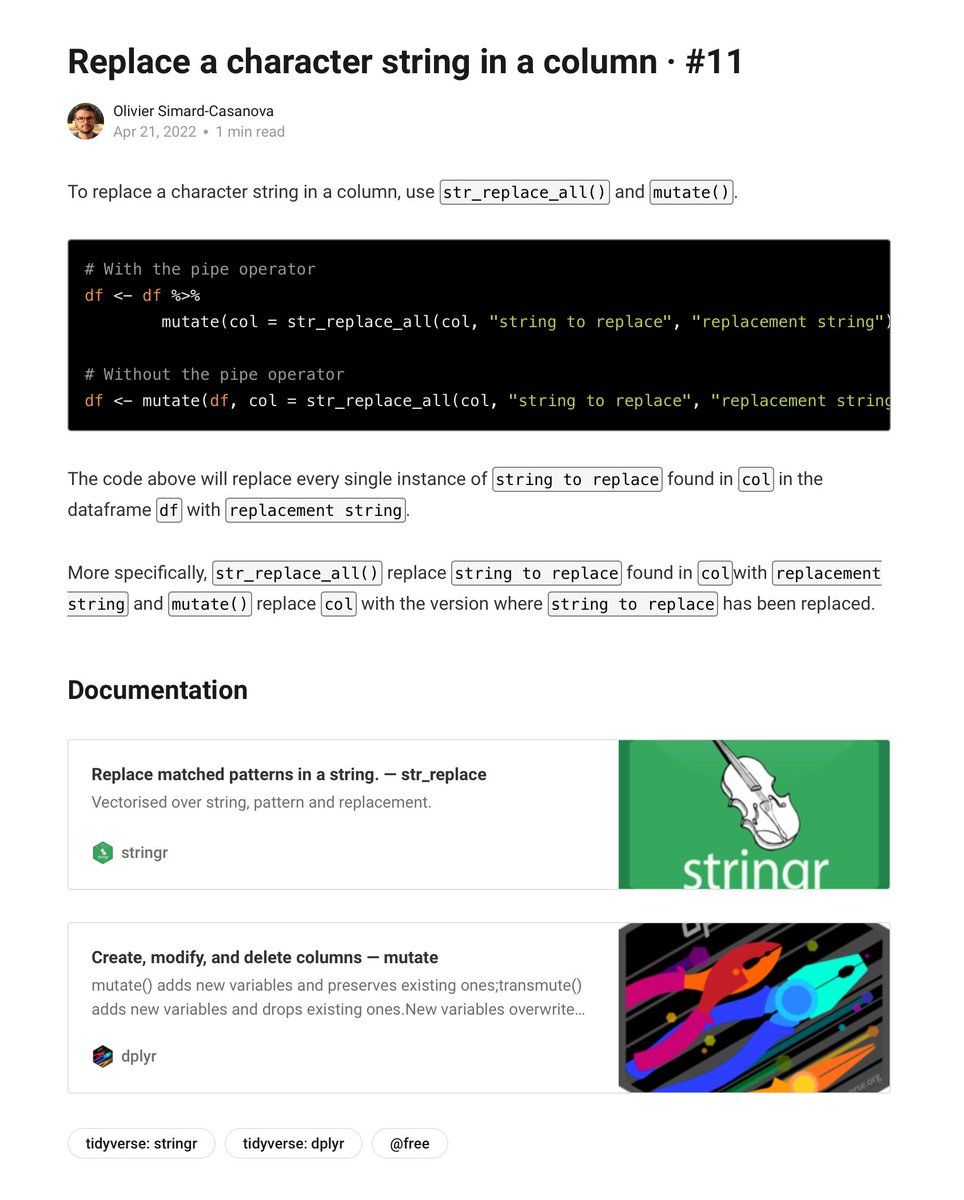 Replace a character string in a column · #11
Olivier Simard-Casanova
Apr 21, 2022 • 1 min read
To replace a character string in a column, use str_replace_all() and mutate().
# With the pipe operator
df <- df %>%
        mutate(col = str_replace_all(col, "string to replace", "replacement string")
# Without the pipe operator
df <- mutate(df, col = str_replace_all(col, "string to replace", "replacement string
The code above will replace every single instance of string to replace found in col in the
dataframe df with replacement string.
More specifically, str_replace_all() replace string to replace found in colwith replacement
string and mutate() replace col with the version where string to replace has been replaced.
Documentation
Replace matched patterns in a string. — str_replace
Vectorised over string, pattern and replacement.
stringr
stringr
Create, modify, and delete columns — mutate
mutate() adds new variables and preserves existing ones;transmute()
adds new variables and drops existing ones.New variables overwrite…
dplyr
tidyverse: stringr
tidyverse: dplyr
@free